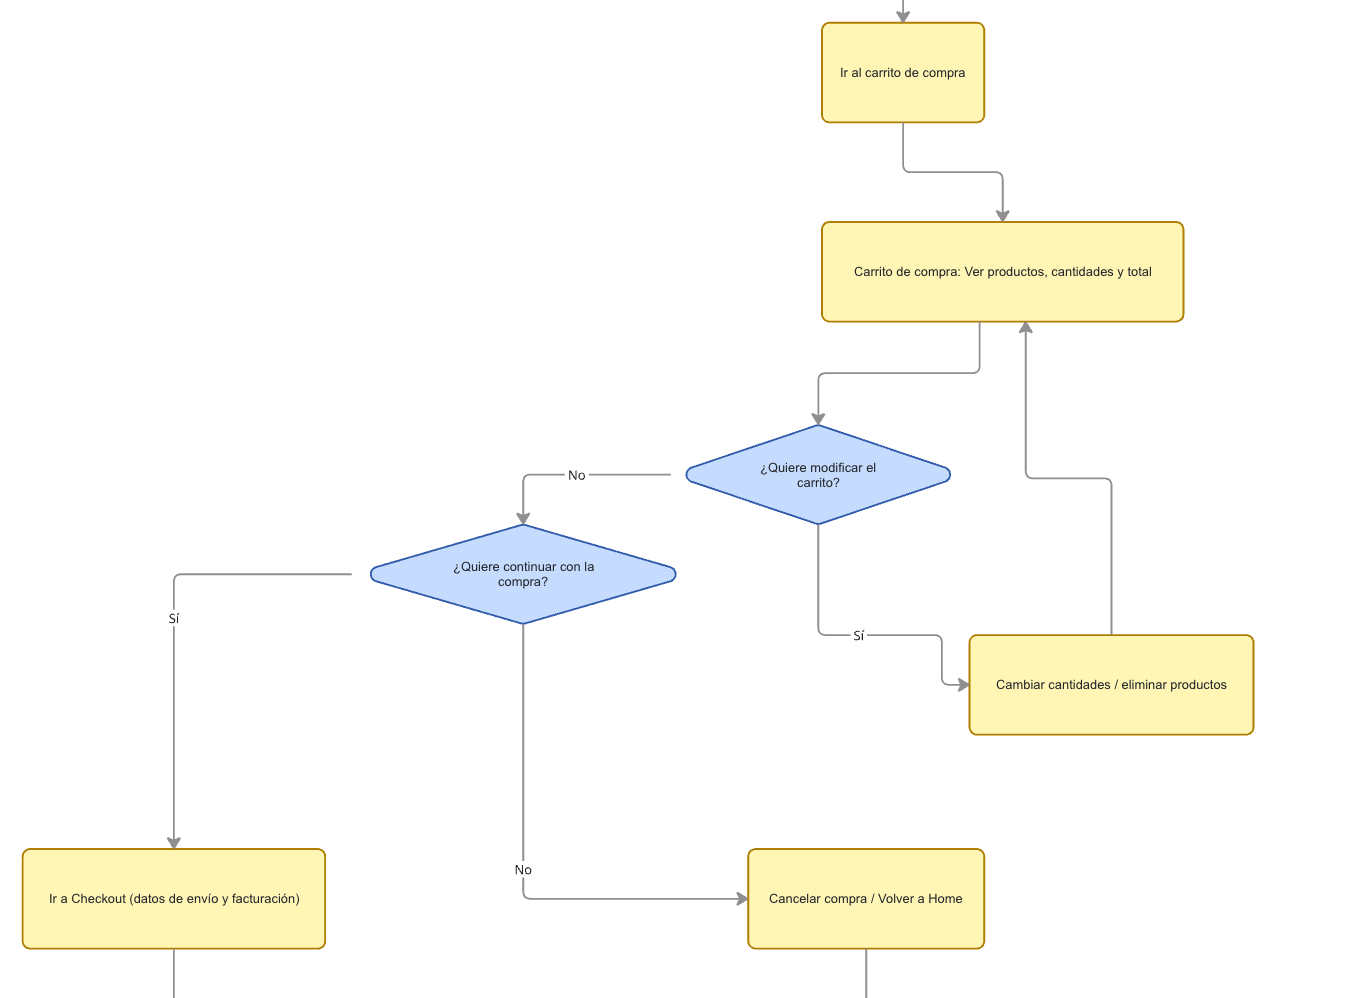 Ir al carrito de compra
Carrito de compra: Ver productos, cantidades y total
¿Quiere modificar el
carrito?
No
¿Quiere continuar con la
compra?
Sí
Sí
Cambiar cantidades / eliminar productos
No
Ir a Checkout (datos de envío y facturación)
Cancelar compra / Volver a Home